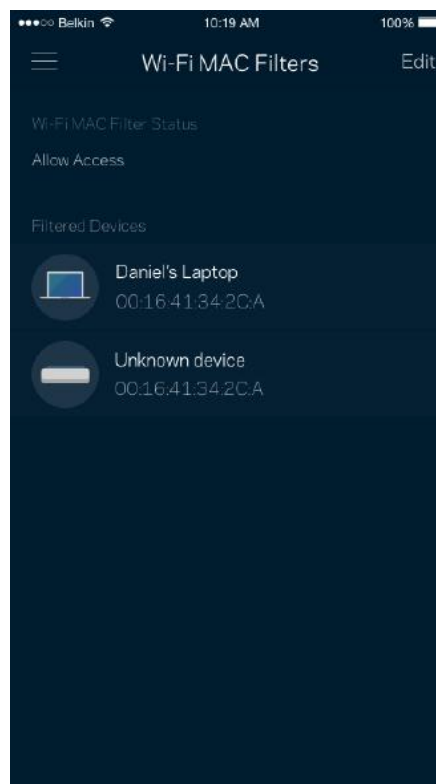 Belkin 10:19 AM 100%
Wi-Fi MAC Filters Edit
Wi-Fi MAC Filter Status
Allow Access
Filtered Devices
Daniel's Laptop
00:16:41:34:2C:A
Unknown device
00:16:41:34:2C:A